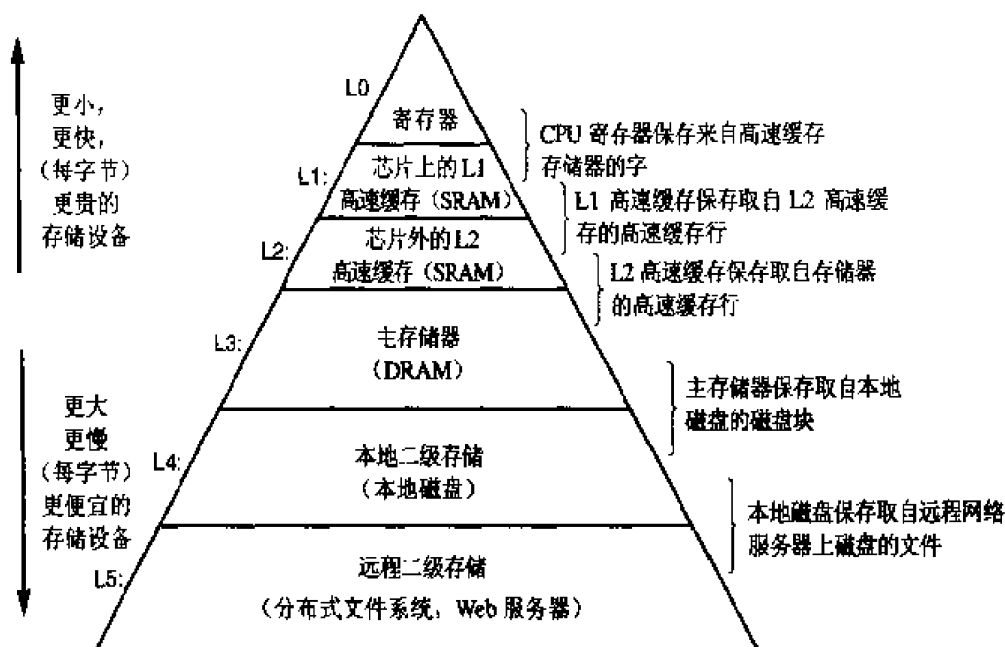 更小，
更快，
（每字节）
更贵的
存储设备
更大
更慢
（每字节）
更便宜的
存储设备
L0
寄存器
CPU 寄存器保存来自高速缓存
存储器的字
L1:
芯片上的L1
高速缓存（SRAM）
L1 高速缓存保存取自 L2 高速缓
存的高速缓存行
L2:
芯片外的L2
高速缓存（SRAM）
L2 高速缓存保存取自存储器
的高速缓存行
L3:
主存储器
（DRAM）
主存储器保存取自本地
磁盘的磁盘块
L4:
本地二级存储
（本地磁盘）
本地磁盘保存取自远程网络
服务器上磁盘的文件
L5:
远程二级存储
（分布式文件系统，Web 服务器）